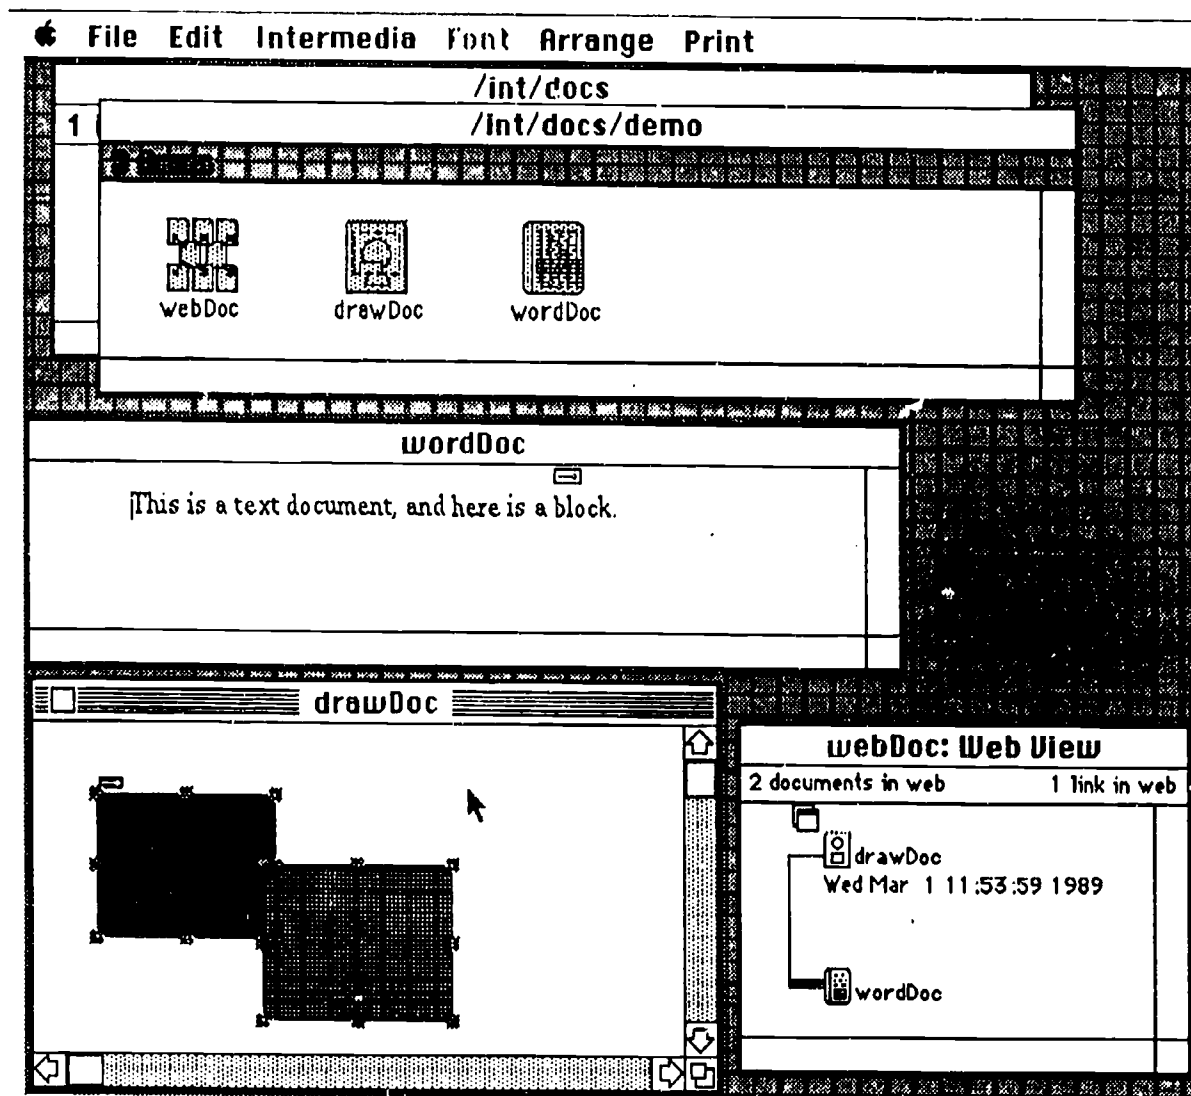 File Edit Intermedia Font Arrange Print
/int/docs
1
/int/docs/demo
webDoc drawDoc wordDoc
wordDoc
This is a text document, and here is a block.
drawDoc
webDoc: Web View
2 documents in web 1 link in web
drawDoc
Wed Mar 1 11:53:59 1989
wordDoc